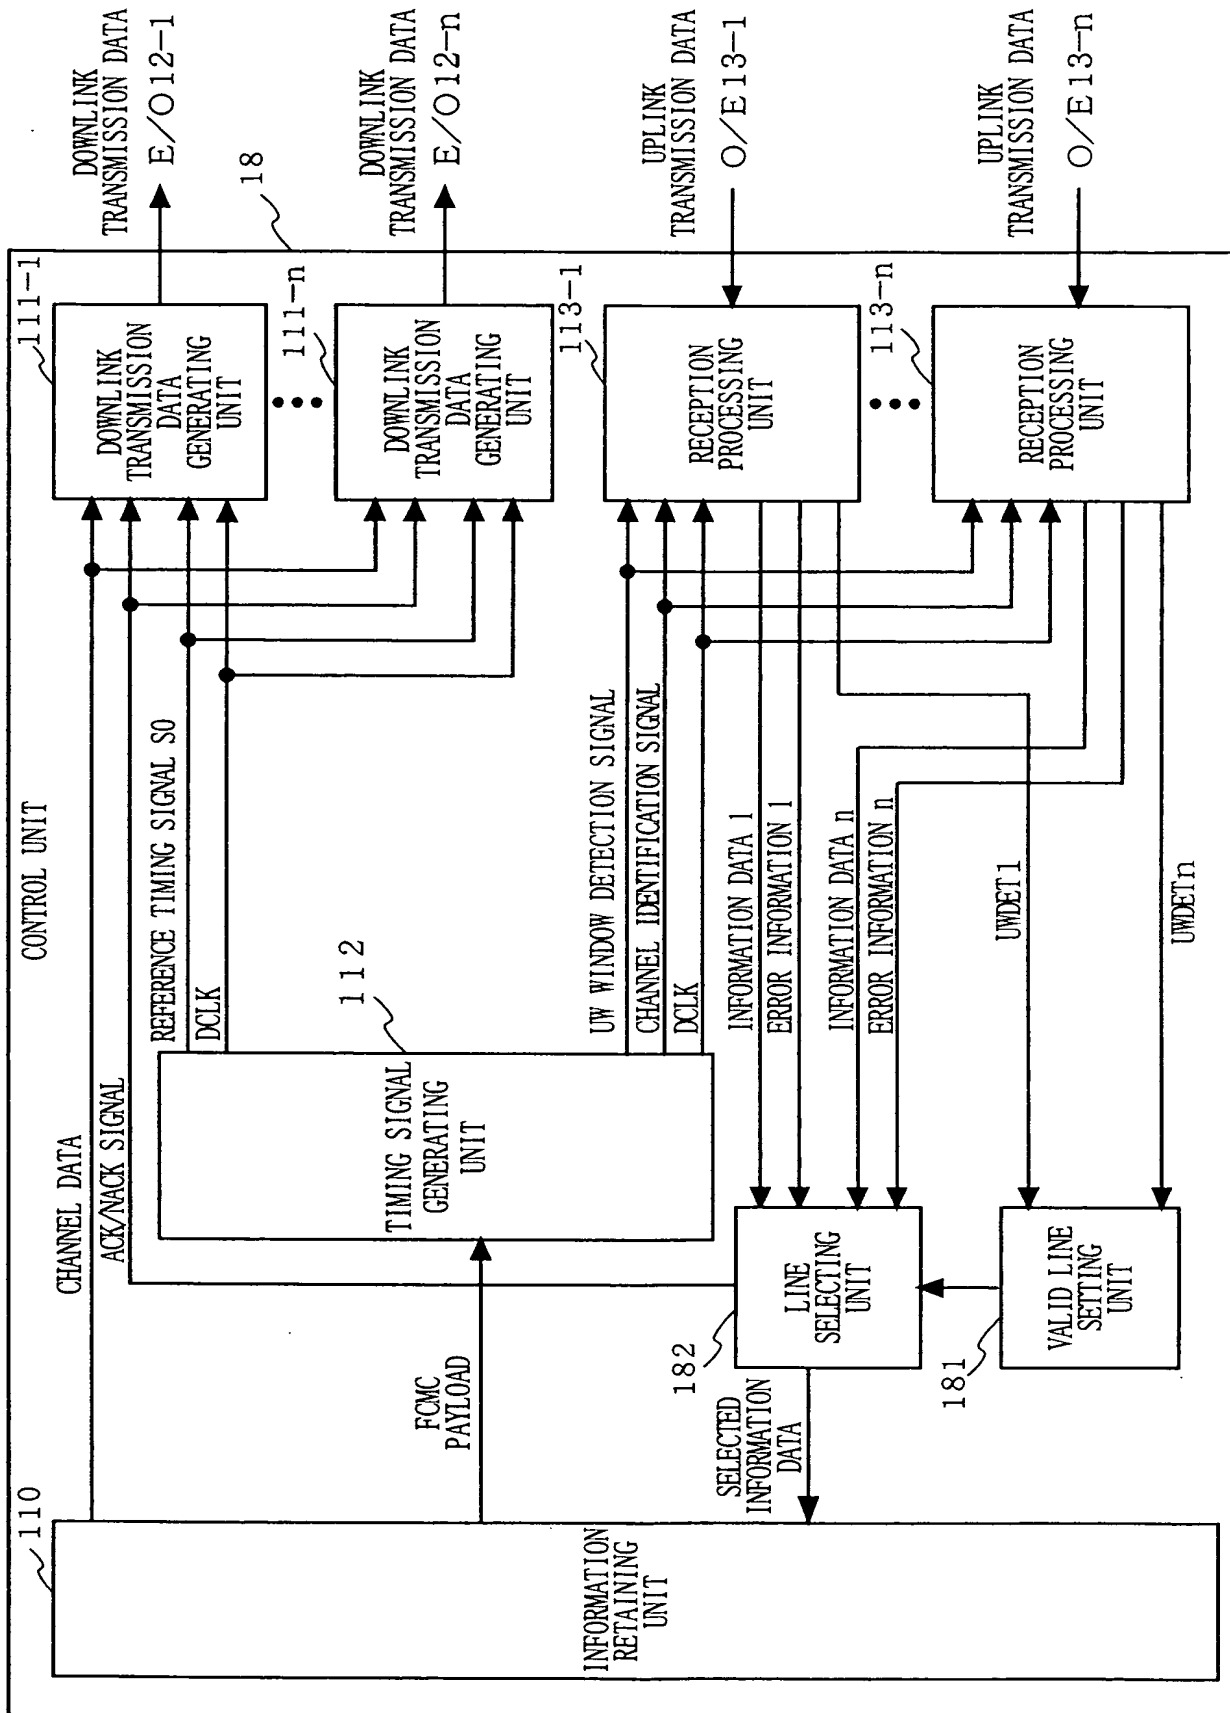 CONTROL UNIT
18
110
INFORMATION
RETAINING
UNIT
CHANNEL DATA
ACK/NACK SIGNAL
FCMC
PAYLOAD
SELECTED
INFORMATION
DATA
TIMING SIGNAL
GENERATING
UNIT
112
REFERENCE TIMING SIGNAL S0
DCLK
UW WINDOW DETECTION SIGNAL
CHANNEL IDENTIFICATION SIGNAL
DCLK
182
LINE
SELECTING
UNIT
181
VALID LINE
SETTING
UNIT
INFORMATION DATA 1
ERROR INFORMATION 1
INFORMATION DATA n
ERROR INFORMATION n
UWDET1
UWDETn
111-1
DOWNLINK
TRANSMISSION
DATA
GENERATING
UNIT
111-n
DOWNLINK
TRANSMISSION
DATA
GENERATING
UNIT
113-1
RECEPTION
PROCESSING
UNIT
113-n
RECEPTION
PROCESSING
UNIT
DOWNLINK
TRANSMISSION DATA
E/O12-1
DOWNLINK
TRANSMISSION DATA
E/O12-n
UPLINK
TRANSMISSION DATA
O/E13-1
UPLINK
TRANSMISSION DATA
O/E13-n